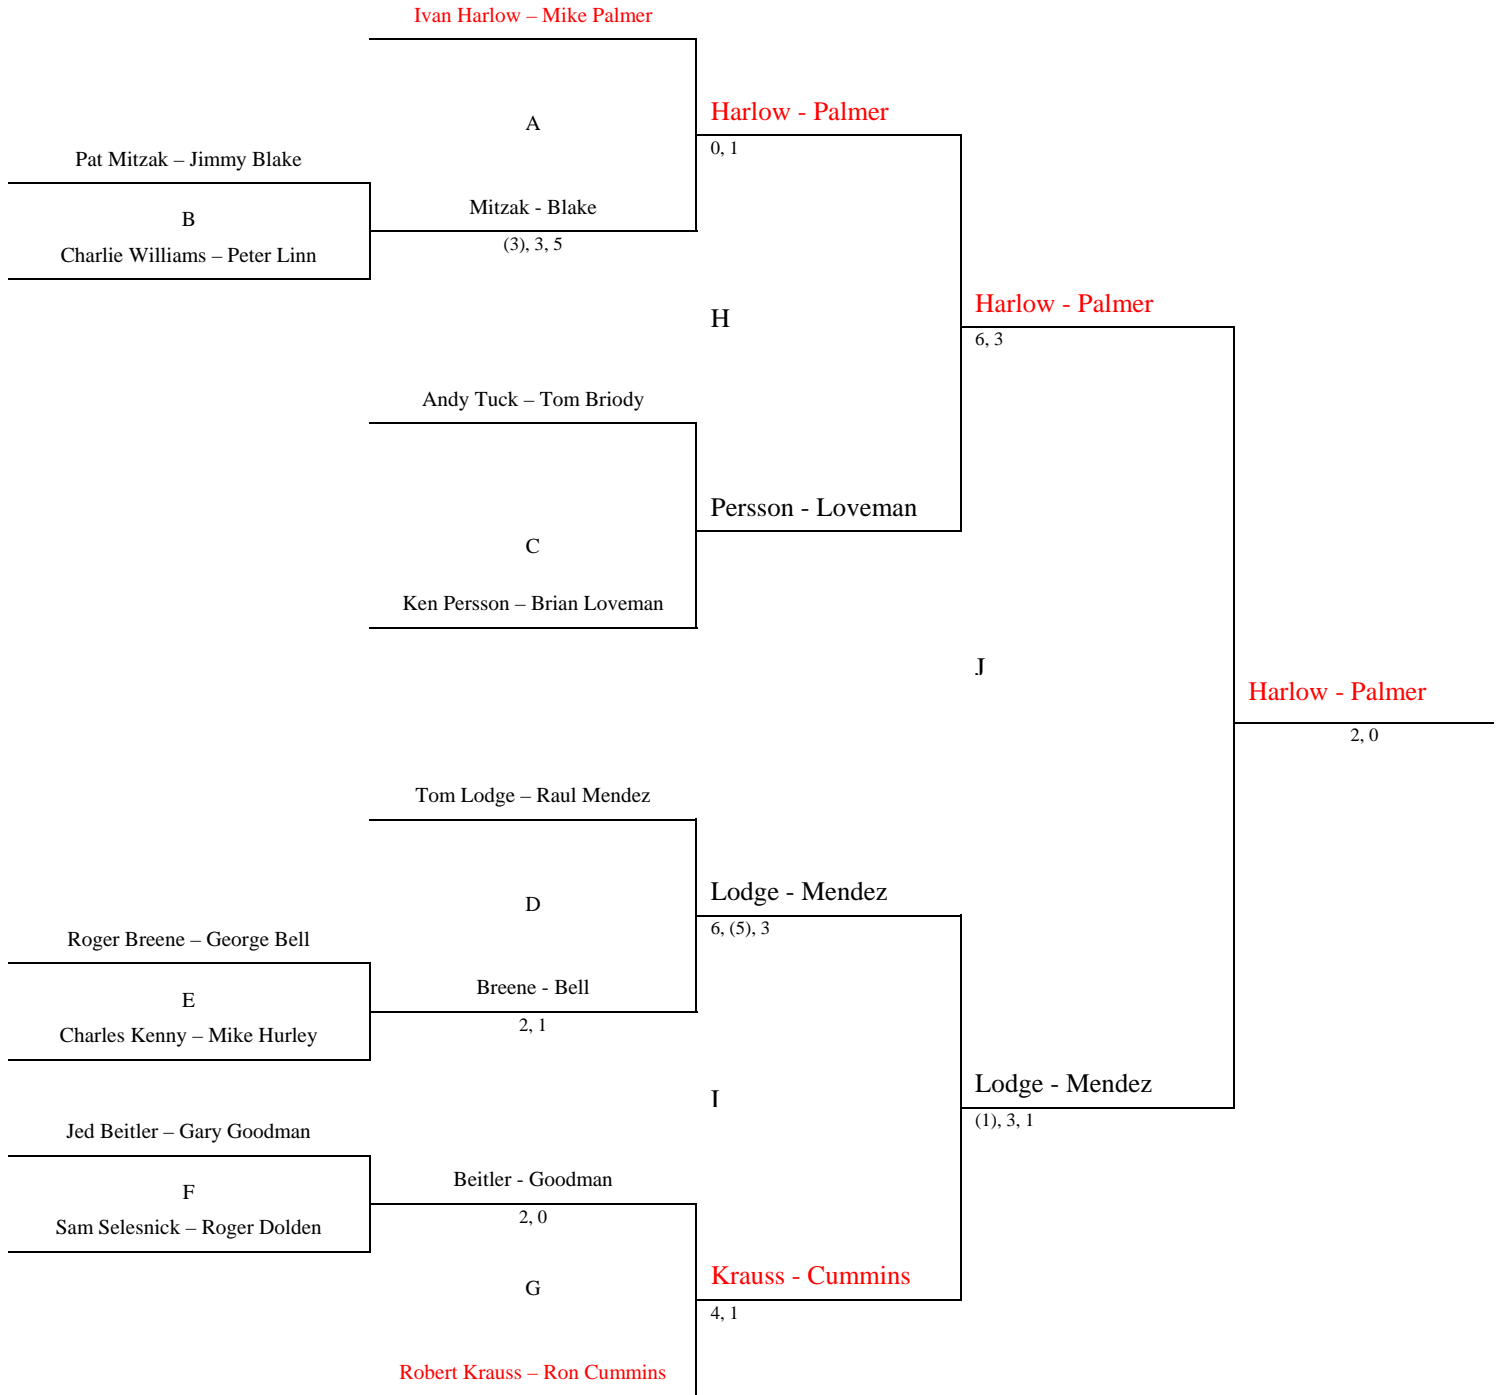 Ivan Harlow – Mike Palmer
A
Harlow - Palmer
0, 1
Pat Mitzak – Jimmy Blake
B
Mitzak - Blake
(3), 3, 5
Charlie Williams – Peter Linn
H
Harlow - Palmer
6, 3
Andy Tuck – Tom Briody
Persson - Loveman
C
Ken Persson – Brian Loveman
J
Harlow - Palmer
2, 0
Tom Lodge – Raul Mendez
Lodge - Mendez
6, (5), 3
D
Roger Breene – George Bell
E
Breene - Bell
2, 1
Charles Kenny – Mike Hurley
I
Lodge - Mendez
(1), 3, 1
Jed Beitler – Gary Goodman
F
Beitler - Goodman
2, 0
Sam Selesnick – Roger Dolden
G
Krauss - Cummins
4, 1
Robert Krauss – Ron Cummins